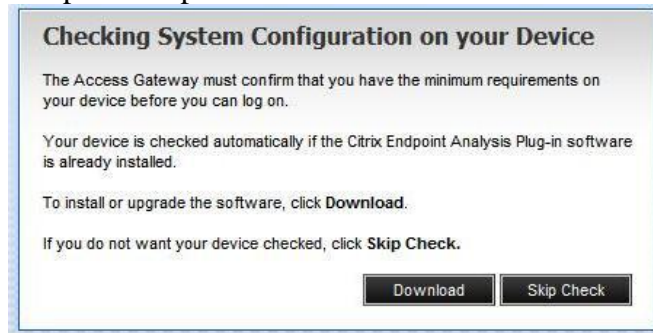 Checking System Configuration on your Device
The Access Gateway must confirm that you have the minimum requirements on
your device before you can log on.
Your device is checked automatically if the Citrix Endpoint Analysis Plug-in software
is already installed.
To install or upgrade the software, click Download.
If you do not want your device checked, click Skip Check.
Download Skip Check